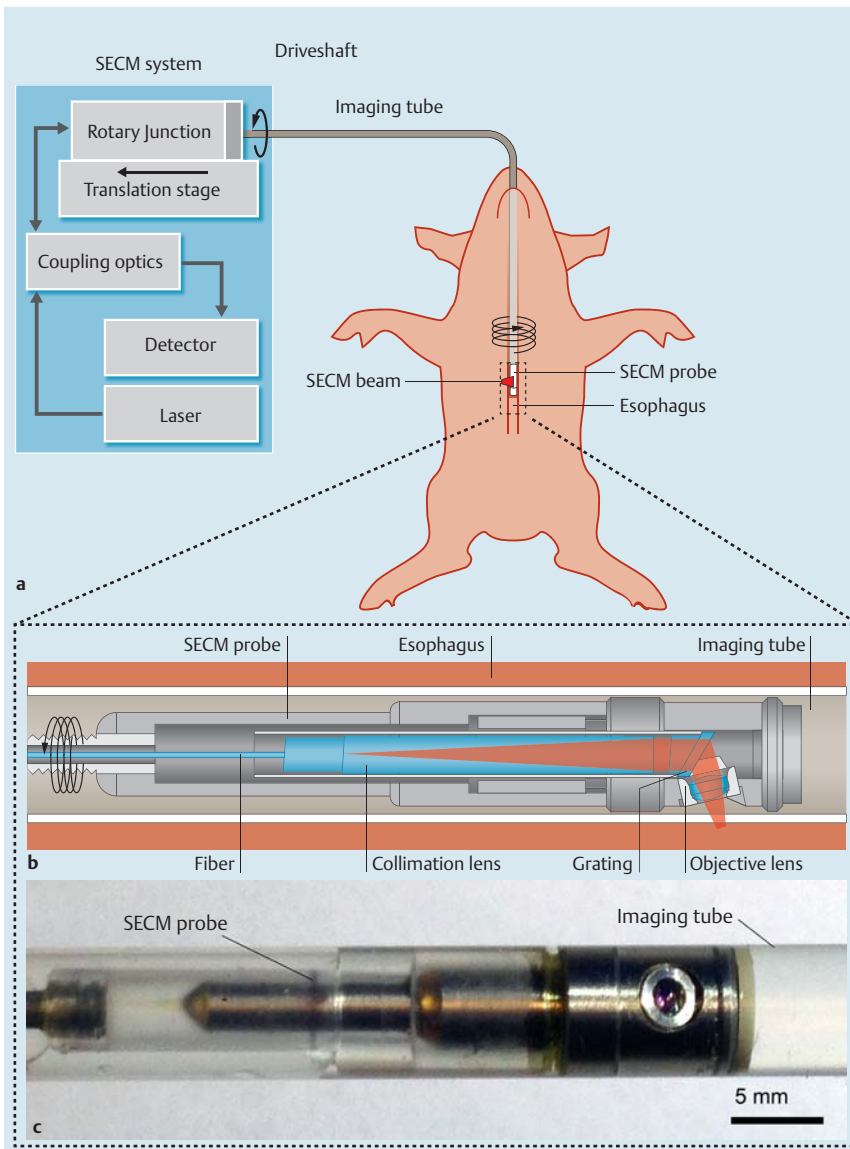 Driveshaft
SECM system
Imaging tube
Rotary Junction
Translation stage
Coupling optics
Detector
SECM beam
SECM probe
Esophagus
Laser
a
SECM probe
Esophagus
Imaging tube
b
Fiber
Collimation lens
Grating
Objective lens
SECM probe
Imaging tube
5 mm
c